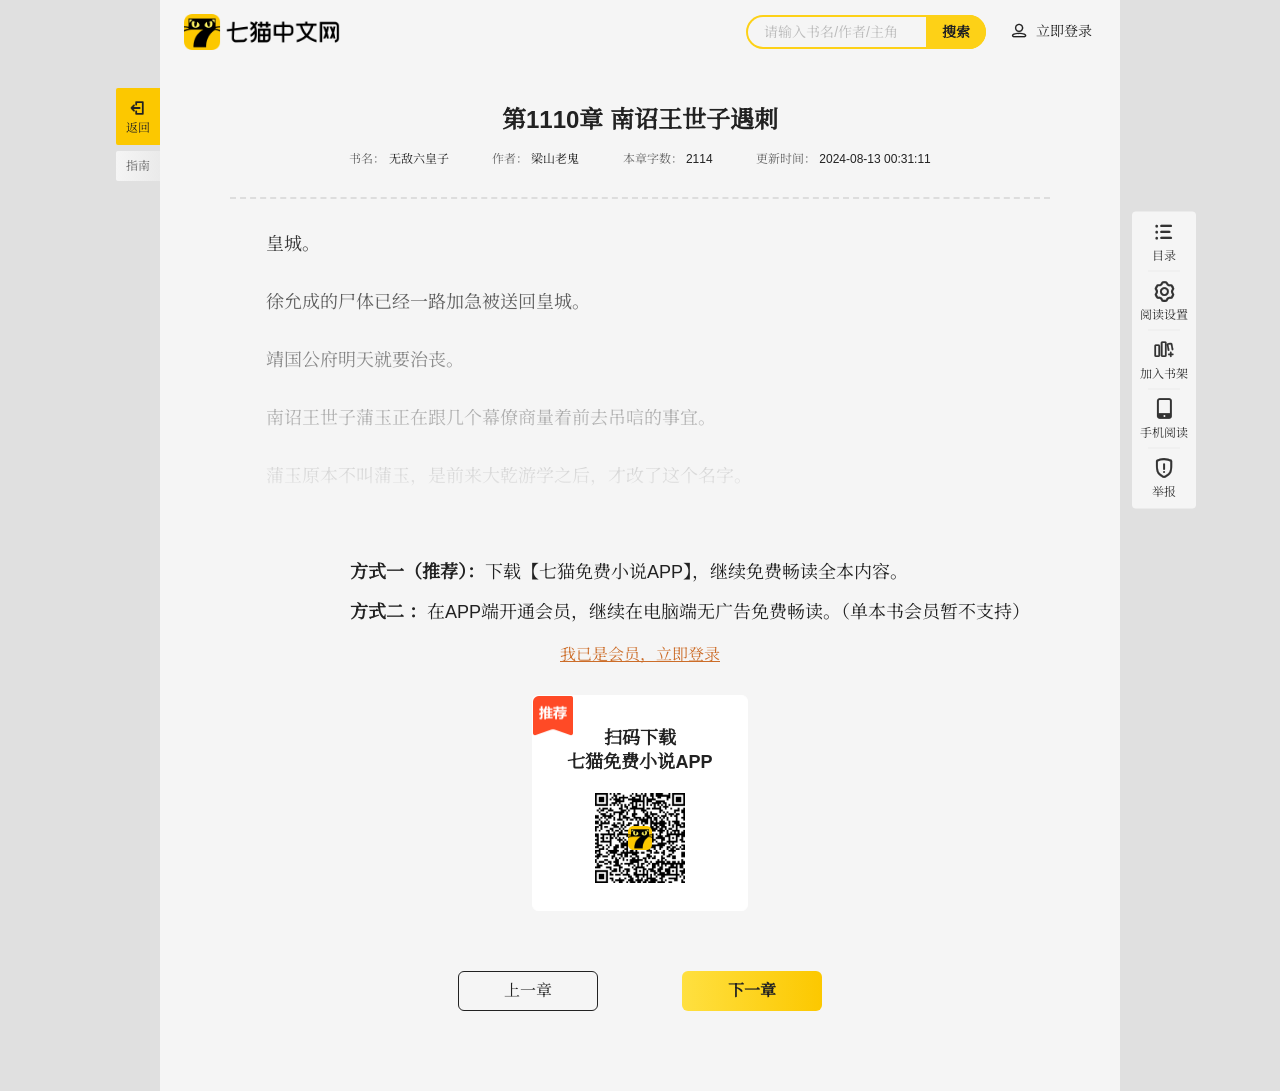 七猫中文网
请输入书名/作者/主角
搜索
立即登录
返回
指南
第1110章 南诏王世子遇刺
书名： 无敌六皇子 作者： 梁山老鬼 本章字数： 2114 更新时间： 2024-08-13 00:31:11
皇城。
徐允成的尸体已经一路加急被送回皇城。
靖国公府明天就要治丧。
南诏王世子蒲玉正在跟几个幕僚商量着前去吊唁的事宜。
蒲玉原本不叫蒲玉，是前来大乾游学之后，才改了这个名字。
目录
阅读设置
加入书架
手机阅读
举报
方式一（推荐）： 下载【七猫免费小说APP】，继续免费畅读全本内容。
方式二 ： 在APP端开通会员，继续在电脑端无广告免费畅读。（单本书会员暂不支持）
我已是会员，立即登录
推荐
扫码下载
七猫免费小说APP
上一章
下一章